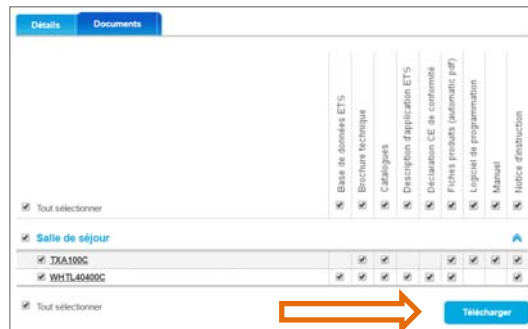 Détails
Documents
Base de données ETS
Brochure technique
Catalogues
Description d'application ETS
Déclaration CE de conformité
Fiches produits (automatic pdf)
Logiciel de programmation
Manuel
Notice d'instruction
Tout sélectionner
Salle de séjour
TXA100C
WHTL40400C
Tout sélectionner
Télécharger